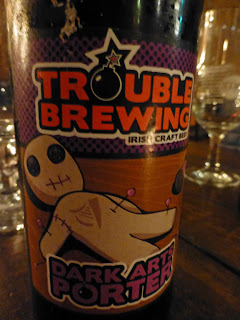 TROUBLE
BREWING
IRISH CRAFT BEER
DARK ARTS
PORTER